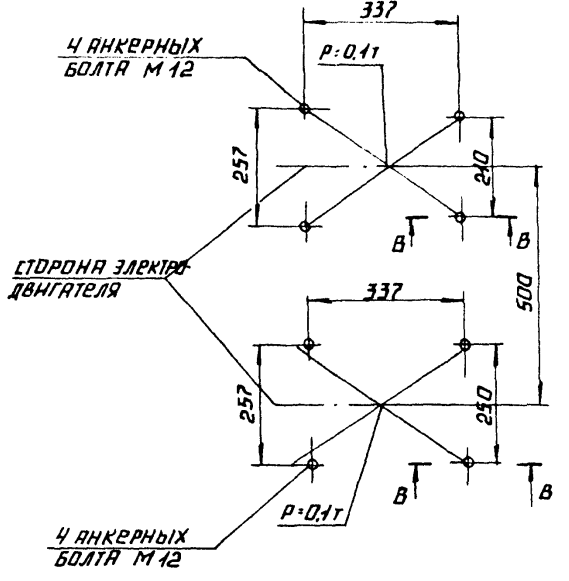 337
4 АНКЕРНЫХ
БОЛТА М 12
Р=0,1т
257
210
В В
СТОРОНА ЭЛЕКТРО-
ДВИГАТЕЛЯ
500
337
257
250
В В
Р=0,1т
4 АНКЕРНЫХ
БОЛТА М 12